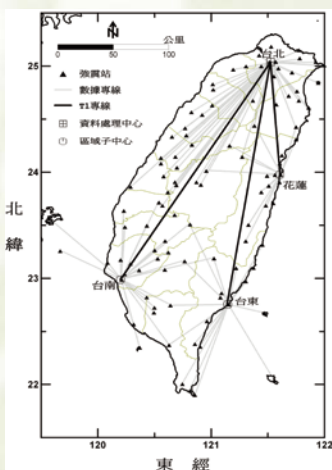 N
公里
0
50
100
強震站
數據專線
T1專線
資料處理中心
區域子中心
台北
花蓮
台南
台東
25
24
23
22
北
緯
120
121
122
東 經